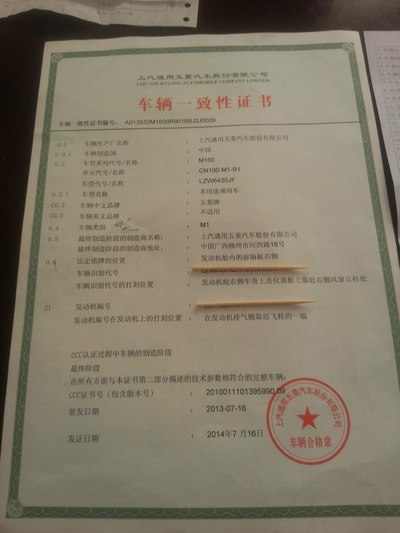 上汽通用五菱汽车股份有限公司
SAIC GM WULING AUTOMOBILE COMPANY LIMITED
车辆一致性证书
车辆一致性证书编号:
0.1 车辆生产厂名称 上汽通用五菱汽车股份有限公司
C0.1 车辆制造国 中国
0.2 车型系列代号/名称 M160
单元代号/名称 CN100-M1-B1
车型代号/名称 LZW6430JF
0.2.1 车型名称 多用途乘用车
C0.2 车辆中文品牌 五菱牌
C0.3 车辆英文品牌 不适用
0.4 车辆类别 M1
0.5 最终制造阶段的制造商名称: 上汽通用五菱汽车股份有限公司
最终制造阶段的制造商地址: 中国广西柳州市河西路18号
0.6 法定铭牌的位置 发动机舱内的前隔板右侧
车辆识别代号
车辆识别代号的打刻位置 发动机舱右侧车身上及仪表板上靠近右侧风窗立柱处
21 发动机编号
发动机编号在发动机上的打刻位置 在发动机排气侧靠近飞轮的一端
CCC认证过程中车辆的制造阶段
最终阶段
在所有方面与本证书第二部分描述的技术参数相符合的完整车辆。
CCC证书号(包含版本号) 2010011101395990.09
签发日期 2013-07-16
发证日期 2014年7月16日
上汽通用五菱汽车股份有限公司
车辆合格章